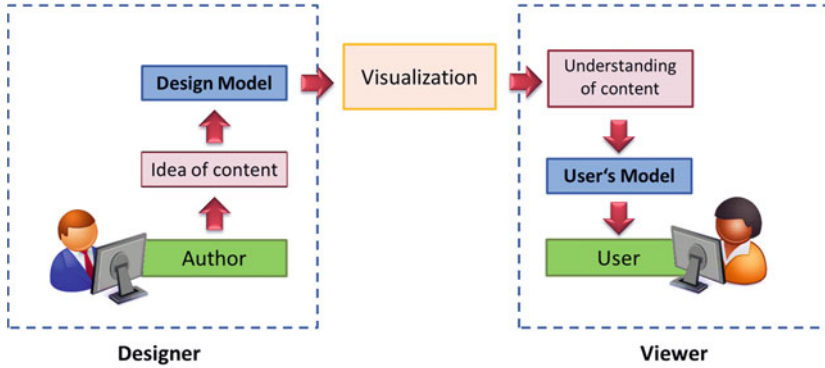 Design Model
Idea of content
Author
Designer
Visualization
Understanding
of content
User‘s Model
User
Viewer